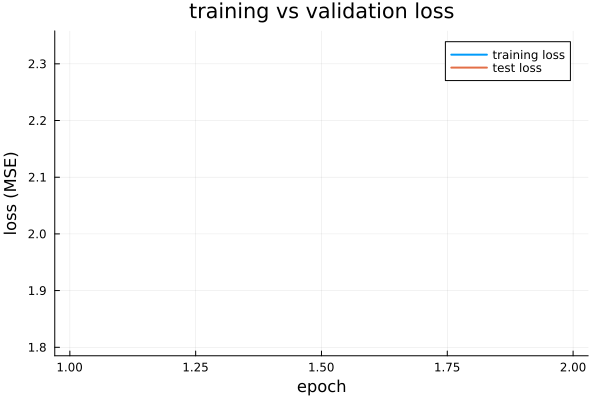 training vs validation loss
training loss
test loss
loss (MSE)
2.3
2.2
2.1
2.0
1.9
1.8
1.00
1.25
1.50
1.75
2.00
epoch